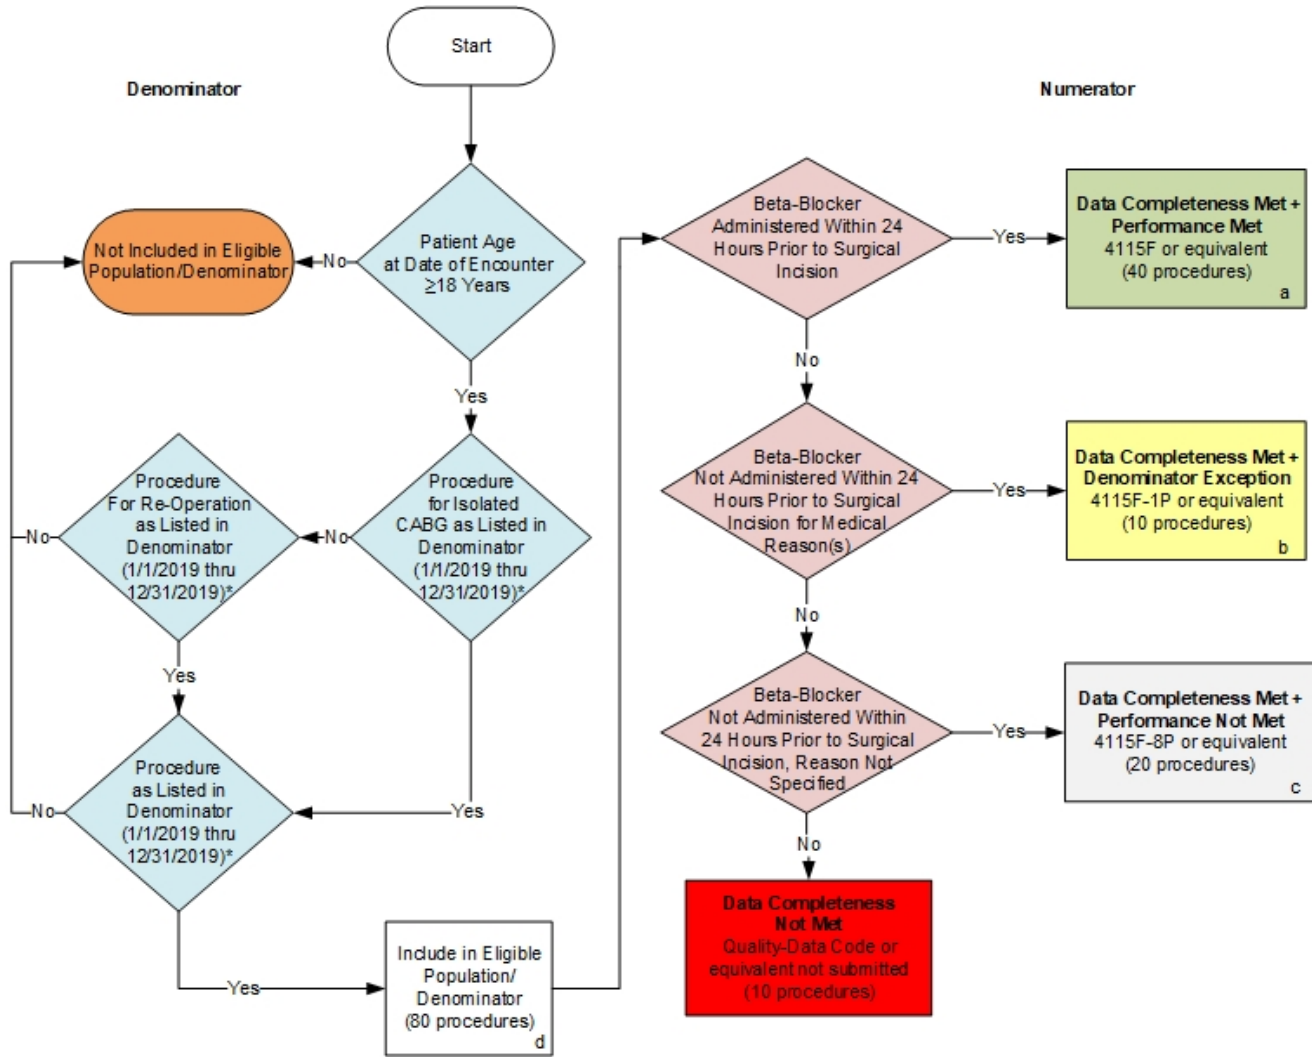 Start
Denominator
Patient Age
at Date of Encounter
≥18 Years
No
Not Included in Eligible
Population/Denominator
Yes
Procedure
for Isolated
CABG as Listed in
Denominator
(1/1/2019 thru
12/31/2019)*
No
Procedure
For Re-Operation
as Listed in
Denominator
(1/1/2019 thru
12/31/2019)*
No
Yes
Yes
Procedure
as Listed in
Denominator
(1/1/2019 thru
12/31/2019)*
No
Yes
Include in Eligible
Population/
Denominator
(80 procedures)
d
Numerator
Beta-Blocker
Administered Within 24
Hours Prior to Surgical
Incision
Yes
Data Completeness Met +
Performance Met
4115F or equivalent
(40 procedures)
a
No
Beta-Blocker
Not Administered Within 24
Hours Prior to Surgical
Incision for Medical
Reason(s)
Yes
Data Completeness Met +
Denominator Exception
4115F-1P or equivalent
(10 procedures)
b
No
Beta-Blocker
Not Administered Within
24 Hours Prior to Surgical
Incision, Reason Not
Specified
Yes
Data Completeness Met +
Performance Not Met
4115F-8P or equivalent
(20 procedures)
c
No
Data Completeness
Not Met
Quality-Data Code or
equivalent not submitted
(10 procedures)